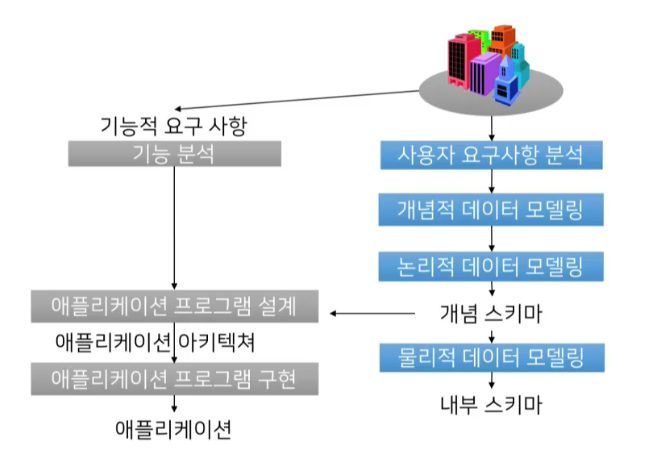 기능적 요구 사항
기능 분석
애플리케이션 프로그램 설계
애플리케이션 아키텍쳐
애플리케이션 프로그램 구현
애플리케이션
사용자 요구사항 분석
개념적 데이터 모델링
논리적 데이터 모델링
개념 스키마
물리적 데이터 모델링
내부 스키마